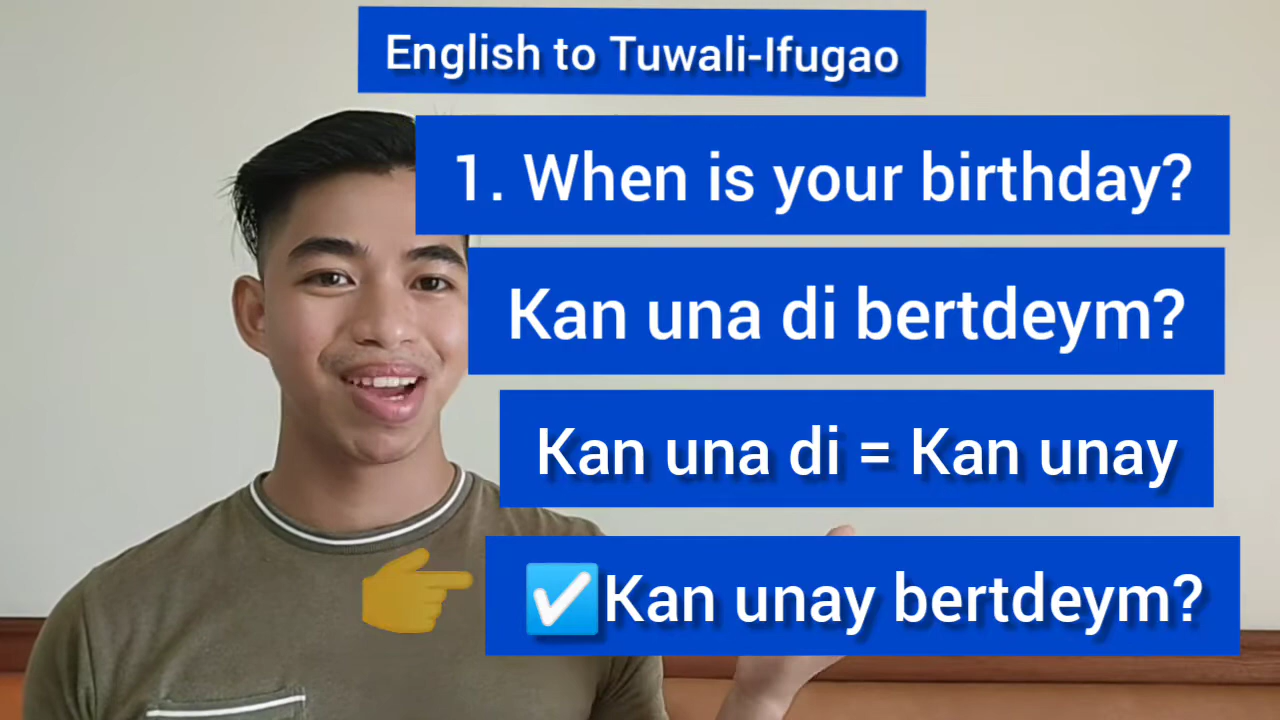 English to Tuwali-Ifugao
1. When is your birthday?
Kan una di bertdeym?
Kan una di = Kan unay
Kan unay bertdeym?